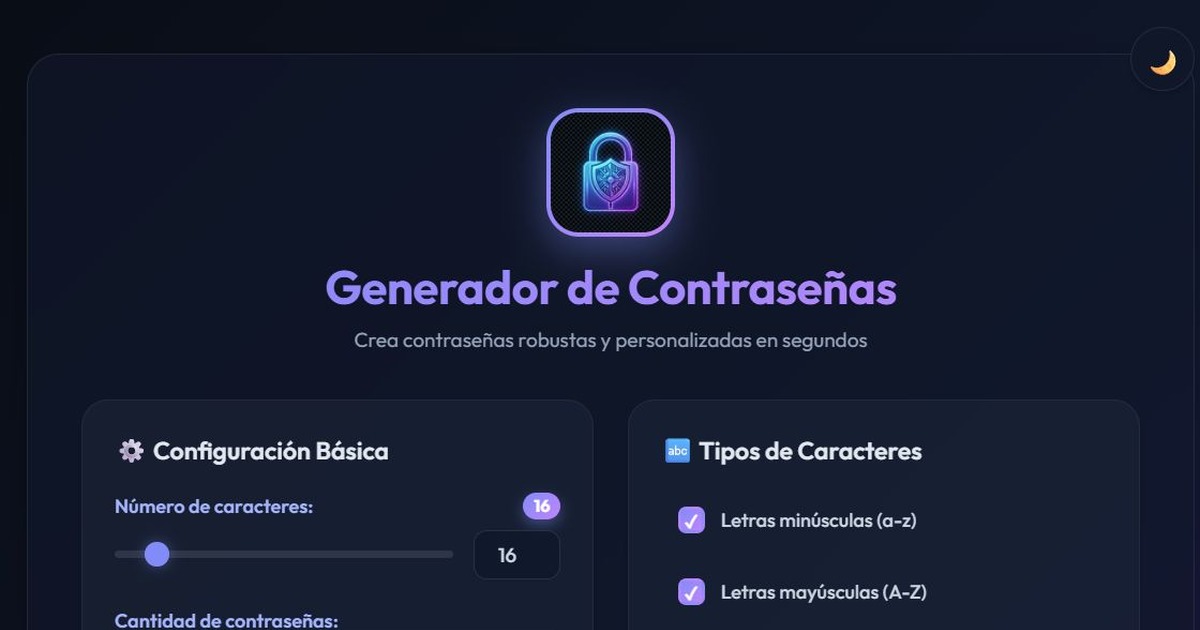 Generador de Contraseñas
Crea contraseñas robustas y personalizadas en segundos
Configuración Básica
Número de caracteres:
16
16
Cantidad de contraseñas:
abc
Tipos de Caracteres
Letras minúsculas (a-z)
Letras mayúsculas (A-Z)